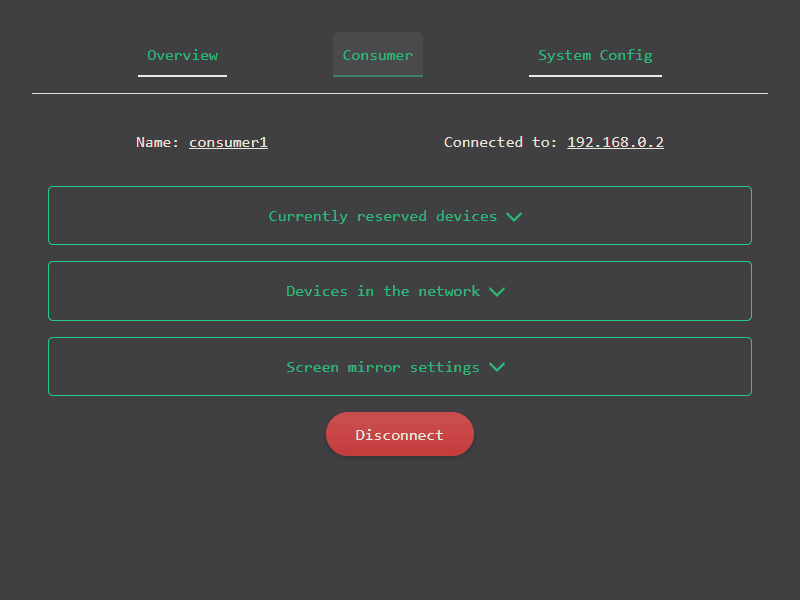 Overview Consumer System Config
Name: consumer1 Connected to: 192.168.0.2
Currently reserved devices
Devices in the network
Screen mirror settings
Disconnect